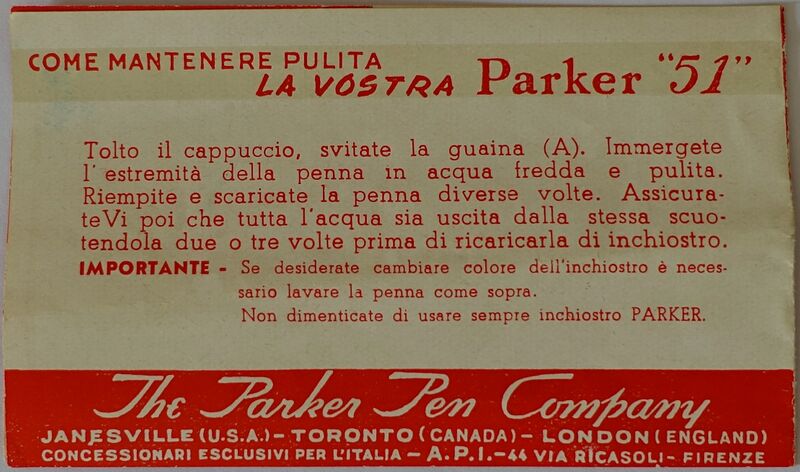 COME MANTENERE PULITA
LA VOSTRA Parker "51"
Tolto il cappuccio, svitate la guaina (A). Immergete
l'estremità della penna in acqua fredda e pulita.
Riempite e scaricate la penna diverse volte. Assicura-
teVi poi che tutta l'acqua sia uscita dalla stessa scuo-
tendola due o tre volte prima di ricaricarla di inchiostro.
IMPORTANTE - Se desiderate cambiare colore dell'inchiostro è neces-
sario lavare la penna come sopra.
Non dimenticate di usare sempre inchiostro PARKER.
The Parker Pen Company
JANESVILLE (U.S.A.) - TORONTO (CANADA) - LONDON (ENGLAND)
CONCESSIONARI ESCLUSIVI PER L'ITALIA - A.P.I. - 44 VIA RICASOLI - FIRENZE